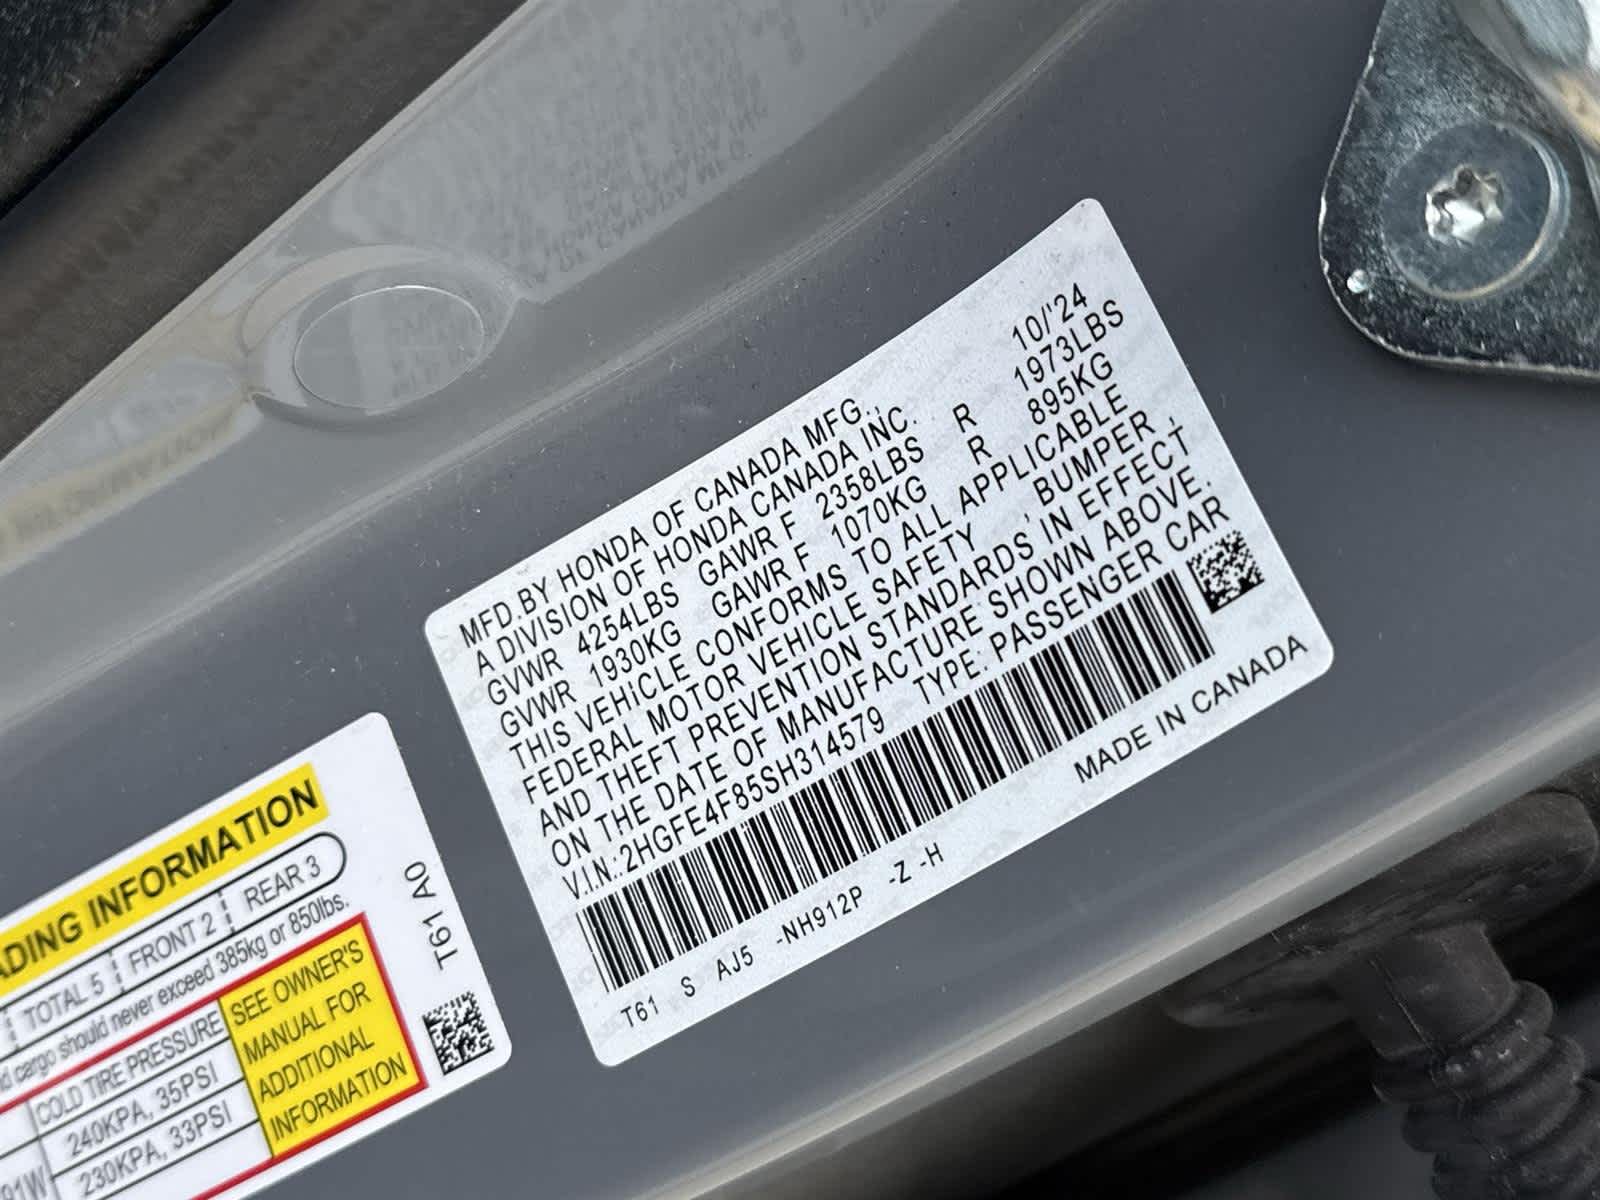 MFD.BY HONDA OF CANADA MFG., 10/'24
A DIVISION OF HONDA CANADA INC.
GVWR 4254LBS GAWR F 2358LBS R 1973LBS
GVWR 1930KG GAWR F 1070KG R 895KG
THIS VEHICLE CONFORMS TO ALL APPLICABLE
FEDERAL MOTOR VEHICLE SAFETY , BUMPER ,
AND THEFT PREVENTION STANDARDS IN EFFECT
ON THE DATE OF MANUFACTURE SHOWN ABOVE.
V.I.N.:2HGFE4F85SH314579 TYPE: PASSENGER CAR
T61 S AJ5 -NH912P -Z -H
MADE IN CANADA
ADING INFORMATION
TOTAL 5 FRONT 2 REAR 3
cargo should never exceed 385kg or 850lbs.
COLD TIRE PRESSURE
240KPA, 35PSI
230KPA, 33PSI
91W
SEE OWNER'S
MANUAL FOR
ADDITIONAL
INFORMATION
T61 A0